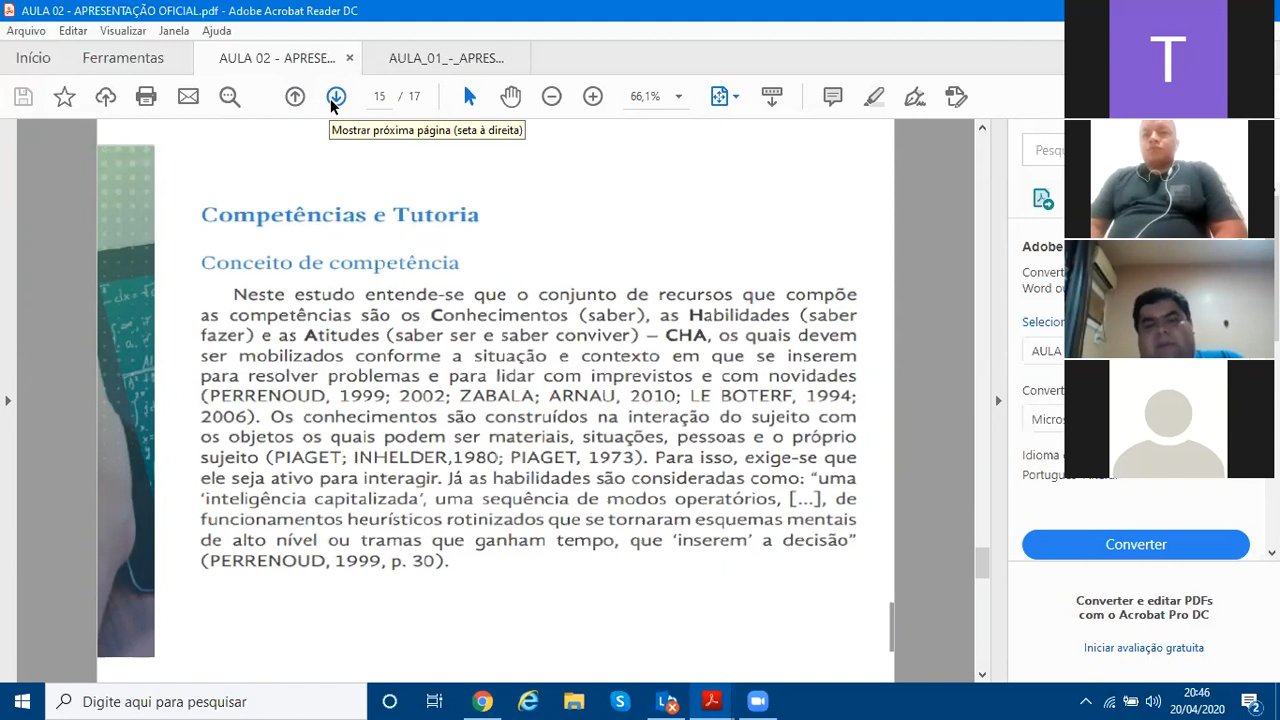 AULA 02 - APRESENTAÇÃO OFICIAL.pdf - Adobe Acrobat Reader DC
Arquivo Editar Visualizar Janela Ajuda
Início Ferramentas AULA 02 - APRESE... × AULA_01_-_APRES...
15 / 17 66,1%
Mostrar próxima página (seta à direita)
Competências e Tutoria
Conceito de competência
Neste estudo entende-se que o conjunto de recursos que compõe
as competências são os Conhecimentos (saber), as Habilidades (saber
fazer) e as Atitudes (saber ser e saber conviver) – CHA, os quais devem
ser mobilizados conforme a situação e contexto em que se inserem
para resolver problemas e para lidar com imprevistos e com novidades
(PERRENOUD, 1999; 2002; ZABALA; ARNAU, 2010; LE BOTERF, 1994;
2006). Os conhecimentos são construídos na interação do sujeito com
os objetos os quais podem ser materiais, situações, pessoas e o próprio
sujeito (PIAGET; INHELDER,1980; PIAGET, 1973). Para isso, exige-se que
ele seja ativo para interagir. Já as habilidades são consideradas como: “uma
‘inteligência capitalizada’, uma sequência de modos operatórios, [...], de
funcionamentos heurísticos rotinizados que se tornaram esquemas mentais
de alto nível ou tramas que ganham tempo, que ‘inserem’ a decisão”
(PERRENOUD, 1999, p. 30).
T
Pesqu
Adobe
Convert
Word ou
Selecion
AULA
Convert
Micros
Idioma d
Portugu
Converter
Converter e editar PDFs
com o Acrobat Pro DC
Iniciar avaliação gratuita
Digite aqui para pesquisar
20:46
20/04/2020
2